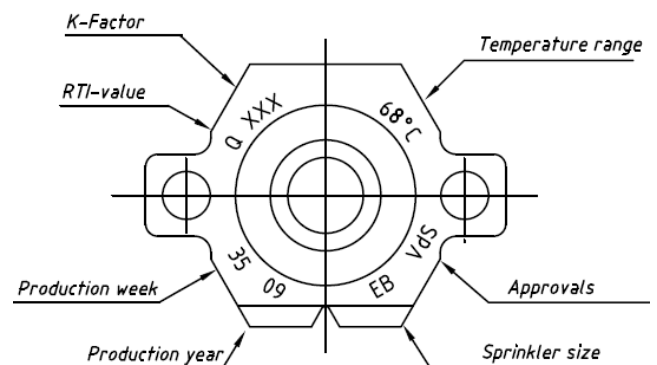 K-Factor
Temperature range
RTI-value
Q XXX
68°C
35
09
EB
VdS
Production week
Approvals
Production year
Sprinkler size